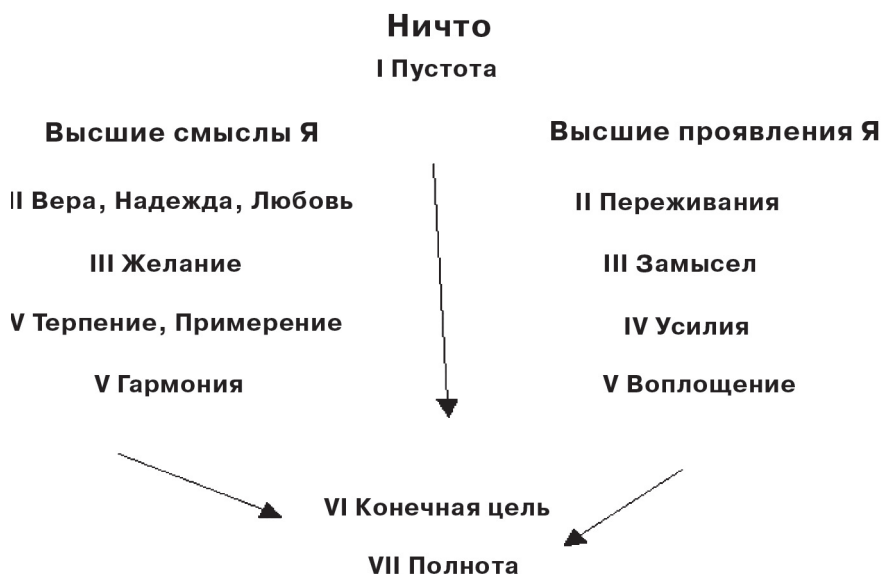 Ничто
I Пустота
Высшие смыслы Я
Высшие проявления Я
II Вера, Надежда, Любовь
II Переживания
III Желание
III Замысел
V Терпение, Примерение
IV Усилия
V Гармония
V Воплощение
VI Конечная цель
VII Полнота